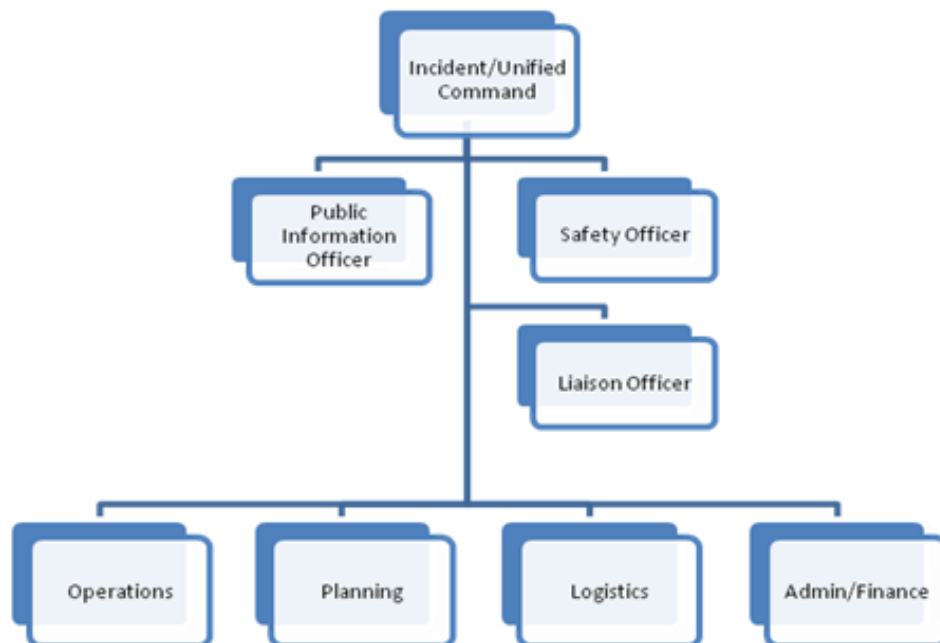 Incident/Unified
Command
Public
Information
Officer
Safety Officer
Liaison Officer
Operations
Planning
Logistics
Admin/Finance